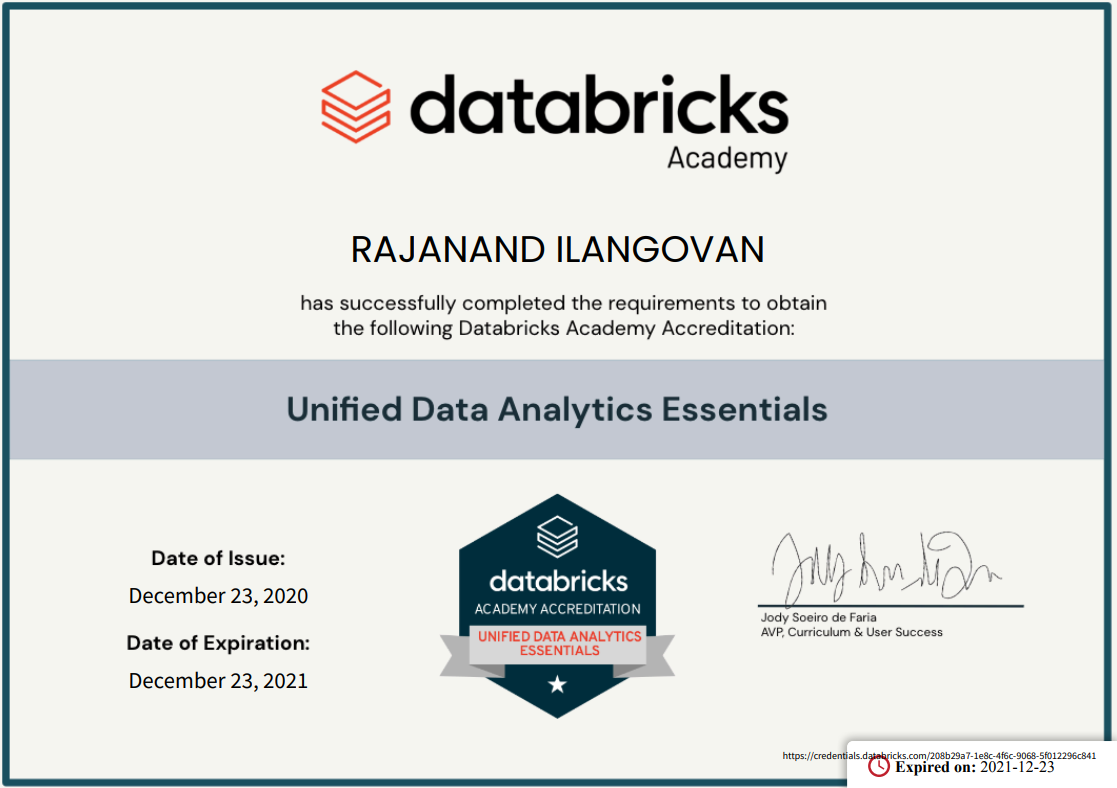 databricks
Academy
RAJANAND ILANGOVAN
has successfully completed the requirements to obtain
the following Databricks Academy Accreditation:
Unified Data Analytics Essentials
Date of Issue:
December 23, 2020
Date of Expiration:
December 23, 2021
databricks
ACADEMY ACCREDITATION
UNIFIED DATA ANALYTICS
ESSENTIALS
Jody Soeiro de Faria
AVP, Curriculum & User Success
https://credentials.databricks.com/208b29a7-1e8c-4f6c-9068-5f012296c841
Expired on: 2021-12-23